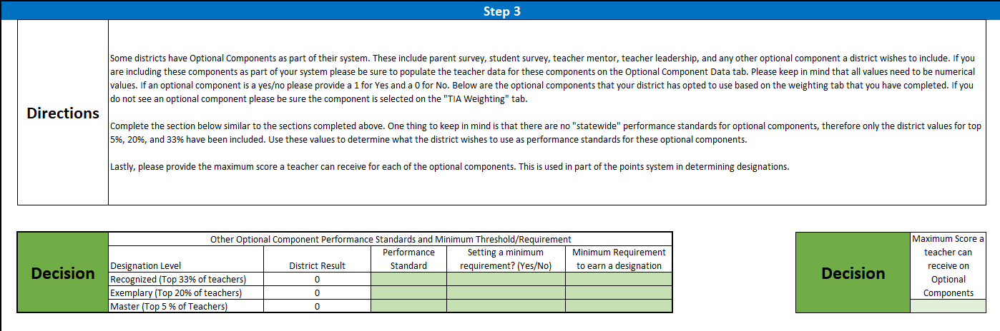 Step 3
Directions
Some districts have Optional Components as part of their system. These include parent survey, student survey, teacher mentor, teacher leadership, and any other optional component a district wishes to include. If you
are including these components as part of your system please be sure to populate the teacher data for these components on the Optional Component Data tab. Please keep in mind that all values need to be numerical
values. If an optional component is a yes/no please provide a 1 for Yes and a 0 for No. Below are the optional components that your district has opted to use based on the weighting tab that you have completed. If you
do not see an optional component please be sure the component is selected on the "TIA Weighting" tab.
Complete the section below similar to the sections completed above. One thing to keep in mind is that there are no "statewide" performance standards for optional components, therefore only the district values for top
5%, 20%, and 33% have been included. Use these values to determine what the district wishes to use as performance standards for these optional components.
Lastly, please provide the maximum score a teacher can receive for each of the optional components. This is used in part of the points system in determining designations.
Decision
Other Optional Component Performance Standards and Minimum Threshold/Requirement
Designation Level
District Result
Performance
Standard
Setting a minimum
requirement? (Yes/No)
Minimum Requirement
to earn a designation
Recognized (Top 33% of teachers) 0
Exemplary (Top 20% of teachers) 0
Master (Top 5 % of Teachers) 0
Decision
Maximum Score a
teacher can
receive on
Optional
Components